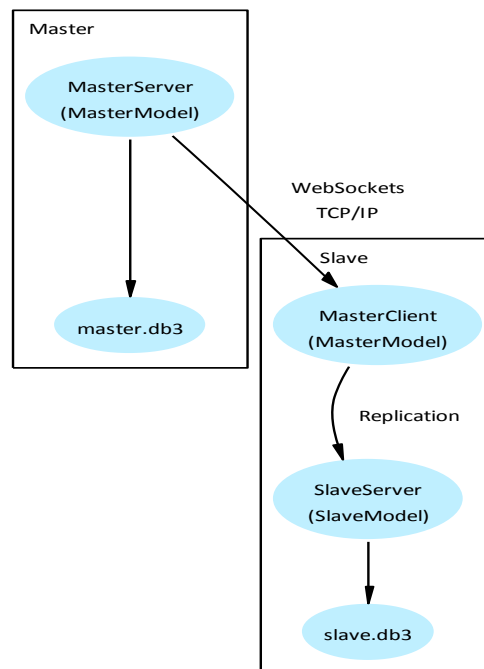 Master
MasterServer
(MasterModel)
WebSockets
TCP/IP
Slave
master.db3
MasterClient
(MasterModel)
Replication
SlaveServer
(SlaveModel)
slave.db3